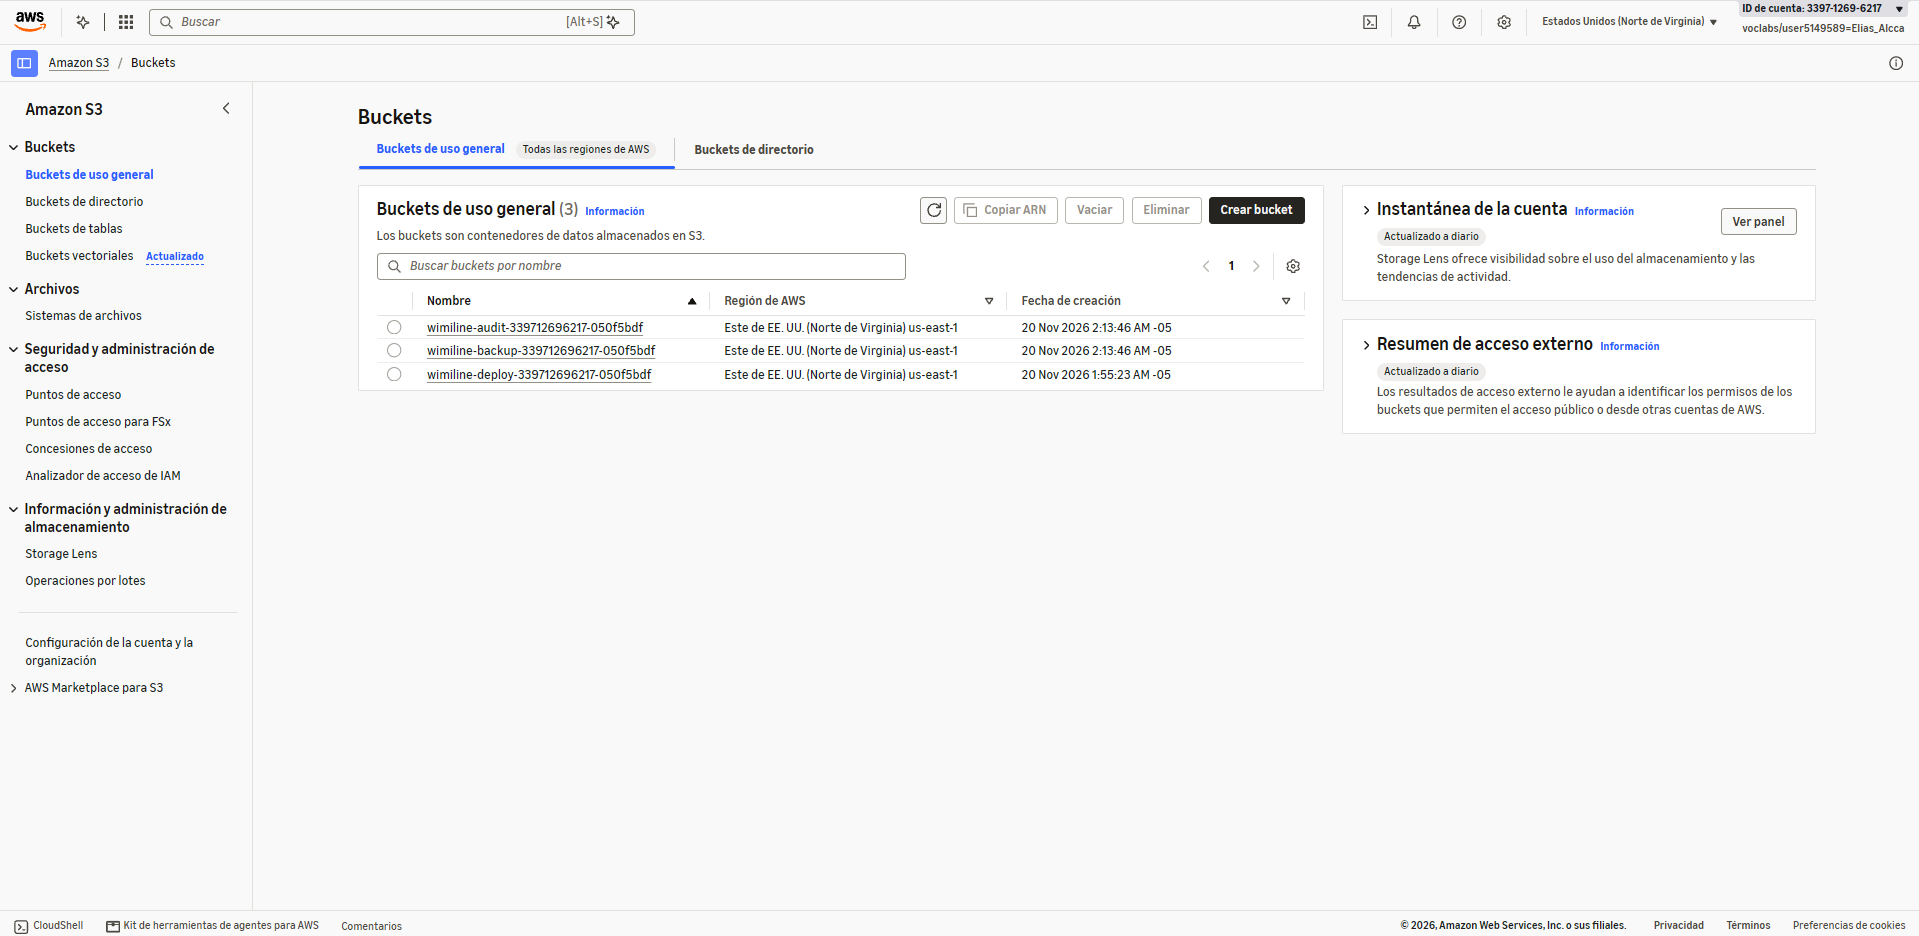 aws
Buscar
[Alt+S]
Estados Unidos (Norte de Virginia)
ID de cuenta: 3397-1269-6217
voclabs/user5149589=Elias_Alcca
Amazon S3 / Buckets
Amazon S3
Buckets
Buckets de uso general
Buckets de directorio
Buckets de tablas
Buckets vectoriales Actualizado
Archivos
Sistemas de archivos
Seguridad y administración de
acceso
Puntos de acceso
Puntos de acceso para FSx
Concesiones de acceso
Analizador de acceso de IAM
Información y administración de
almacenamiento
Storage Lens
Operaciones por lotes
Configuración de la cuenta y la
organización
AWS Marketplace para S3
Buckets
Buckets de uso general Todas las regiones de AWS Buckets de directorio
Buckets de uso general (3) Información
Copiar ARN Vaciar Eliminar Crear bucket
Los buckets son contenedores de datos almacenados en S3.
Buscar buckets por nombre
1
Nombre Región de AWS Fecha de creación
wimiline-audit-339712696217-050f5bdf Este de EE. UU. (Norte de Virginia) us-east-1 20 Nov 2026 2:13:46 AM -05
wimiline-backup-339712696217-050f5bdf Este de EE. UU. (Norte de Virginia) us-east-1 20 Nov 2026 2:13:46 AM -05
wimiline-deploy-339712696217-050f5bdf Este de EE. UU. (Norte de Virginia) us-east-1 20 Nov 2026 1:55:23 AM -05
Instantánea de la cuenta Información
Ver panel
Actualizado a diario
Storage Lens ofrece visibilidad sobre el uso del almacenamiento y las
tendencias de actividad.
Resumen de acceso externo Información
Actualizado a diario
Los resultados de acceso externo le ayudan a identificar los permisos de los
buckets que permiten el acceso público o desde otras cuentas de AWS.
CloudShell Kit de herramientas de agentes para AWS Comentarios
© 2026, Amazon Web Services, Inc. o sus filiales. Privacidad Términos Preferencias de cookies